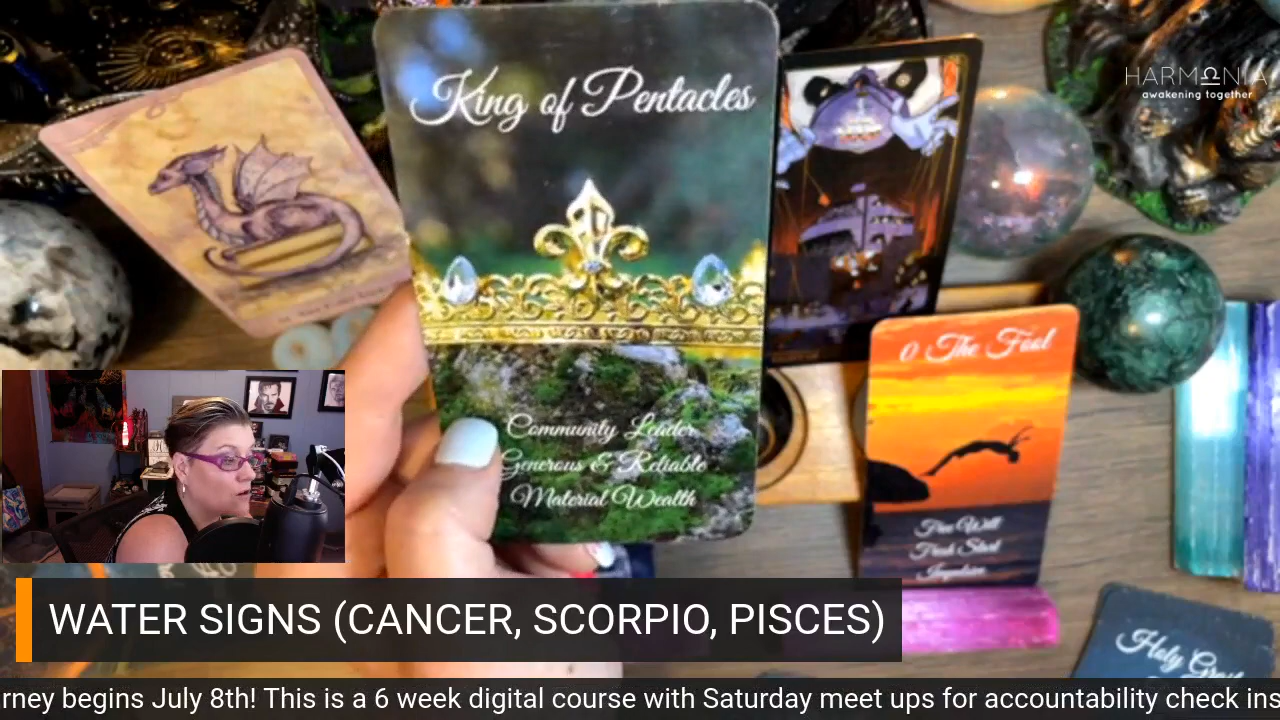 King of Pentacles
HARMONIA
awakening together
0 The Fool
Community Leader
Generous & Reliable
Material Wealth
Free Will
Fresh Start
Impulsive
WATER SIGNS (CANCER, SCORPIO, PISCES)
Holy Grail
rney begins July 8th! This is a 6 week digital course with Saturday meet ups for accountability check ins